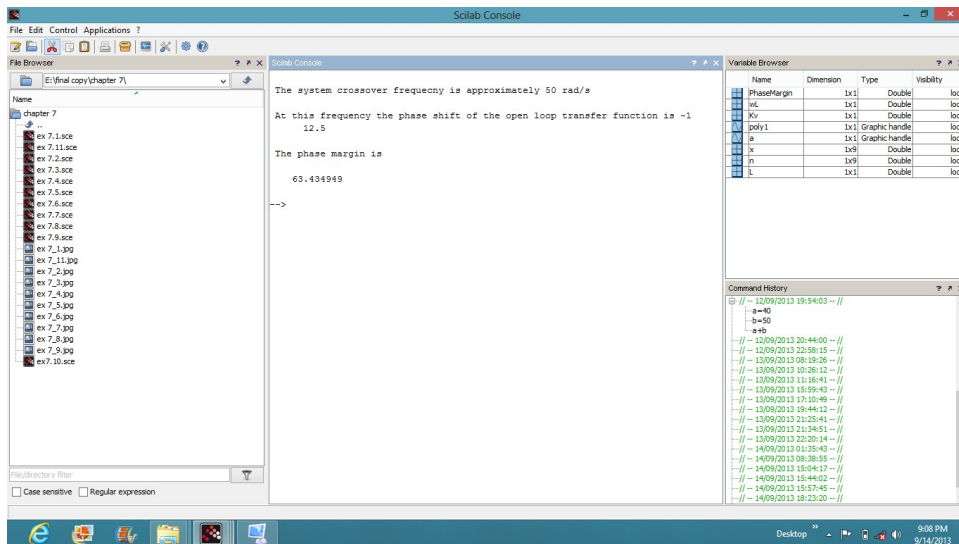 Scilab Console
File Edit Control Applications ?
File Browser
E:\final copy\chapter 7\
Name
chapter 7
..
ex 7.1.sce
ex 7.11.sce
ex 7.2.sce
ex 7.3.sce
ex 7.4.sce
ex 7.5.sce
ex 7.6.sce
ex 7.7.sce
ex 7.8.sce
ex 7.9.sce
ex 7_1.jpg
ex 7_11.jpg
ex 7_2.jpg
ex 7_3.jpg
ex 7_4.jpg
ex 7_5.jpg
ex 7_6.jpg
ex 7_7.jpg
ex 7_8.jpg
ex 7_9.jpg
ex7.10.sce
File/directory filter
Case sensitive Regular expression
Scilab Console
The system crossover frequecny is approximately 50 rad/s
At this frequency the phase shift of the open loop transfer function is -1
12.5
The phase margin is
63.434949
-->
Variable Browser
Name Dimension Type Visibility
PhaseMargin 1x1 Double loc
wL 1x1 Double loc
Kv 1x1 Double loc
poly1 1x1 Graphic handle loc
a 1x1 Graphic handle loc
x 1x9 Double loc
n 1x9 Double loc
L 1x1 Double loc
Command History
// -- 12/09/2013 19:54:03 -- //
a=40
b=50
a+b
// -- 12/09/2013 20:44:00 -- //
// -- 12/09/2013 22:58:15 -- //
// -- 13/09/2013 08:19:26 -- //
// -- 13/09/2013 10:26:12 -- //
// -- 13/09/2013 11:16:41 -- //
// -- 13/09/2013 15:59:43 -- //
// -- 13/09/2013 17:10:49 -- //
// -- 13/09/2013 19:44:12 -- //
// -- 13/09/2013 21:25:41 -- //
// -- 13/09/2013 21:34:51 -- //
// -- 13/09/2013 22:20:14 -- //
// -- 14/09/2013 01:35:43 -- //
// -- 14/09/2013 08:38:55 -- //
// -- 14/09/2013 15:04:17 -- //
// -- 14/09/2013 15:44:02 -- //
// -- 14/09/2013 15:57:45 -- //
// -- 14/09/2013 18:23:20 -- //
Desktop
9:08 PM
9/14/2013